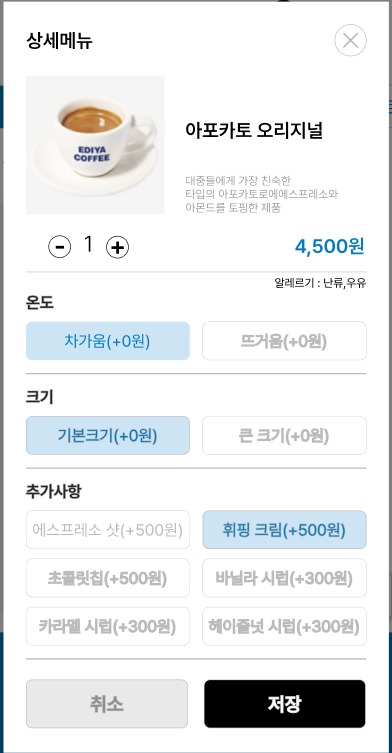 상세메뉴
EDIYA
COFFEE
아포카토 오리지널
대중들에게 가장 친숙한
타입의 아포카토로에에스프레소와
아몬드를 토핑한 제품
- 1 +
4,500원
알레르기 : 난류,우유
온도
차가움(+0원)
뜨거움(+0원)
크기
기본크기(+0원)
큰 크기(+0원)
추가사항
에스프레소 샷(+500원)
휘핑 크림(+500원)
초콜릿칩(+500원)
바닐라 시럽(+300원)
카라멜 시럽(+300원)
헤이즐넛 시럽(+300원)
취소
저장